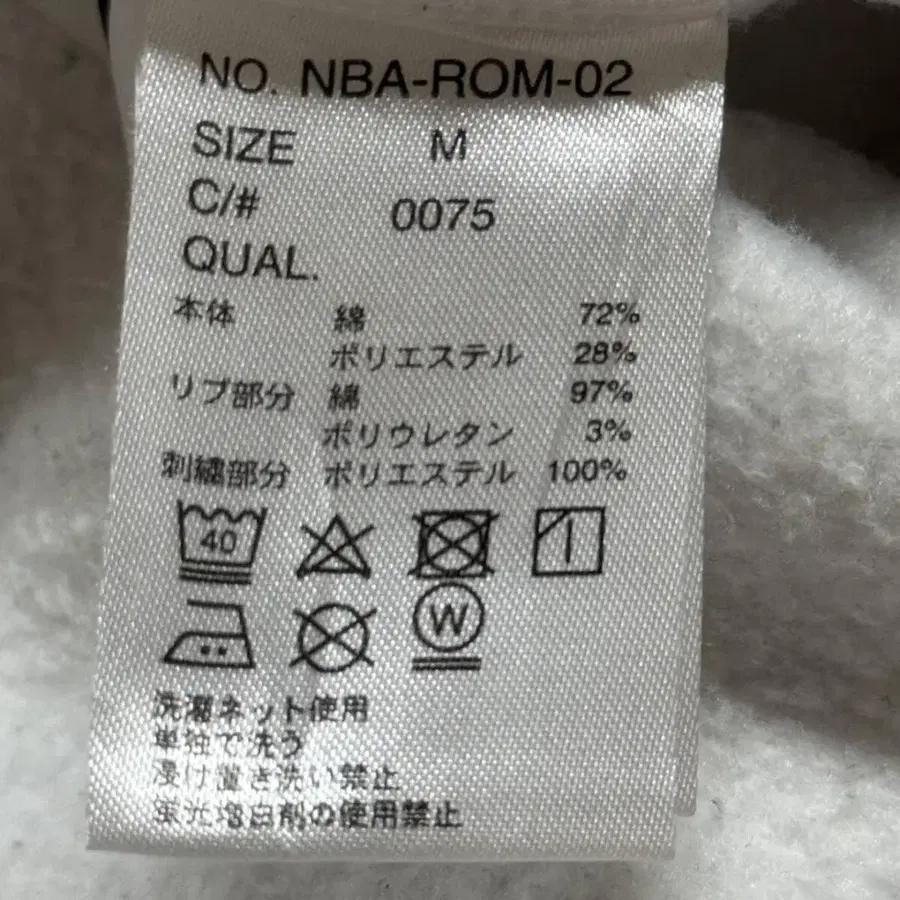 NO. NBA-ROM-02
SIZE M
C/# 0075
QUAL.
本体 綿 72%
ポリエステル 28%
リブ部分 綿 97%
ポリウレタン 3%
刺繍部分 ポリエステル 100%
40
W
洗濯ネット使用
単独で洗う
浸け置き洗い禁止
蛍光増白剤の使用禁止